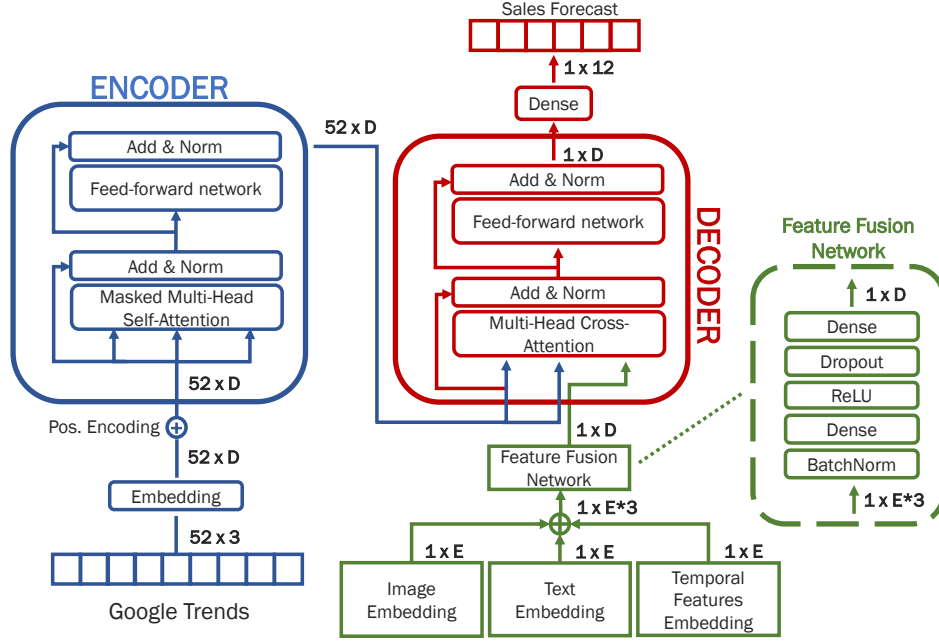 Sales Forecast
1 x 12
Dense
1 x D
ENCODER
52 x D
Add & Norm
Feed-forward network
Add & Norm
Masked Multi-Head
Self-Attention
52 x D
Pos. Encoding
52 x D
Embedding
52 x 3
Google Trends
DECODER
Add & Norm
Feed-forward network
Add & Norm
Multi-Head Cross-
Attention
1 x D
Feature Fusion
Network
1 x E*3
1 x E
1 x E
1 x E
Image
Embedding
Text
Embedding
Temporal
Features
Embedding
Feature Fusion
Network
1 x D
Dense
Dropout
ReLU
Dense
BatchNorm
1 x E*3